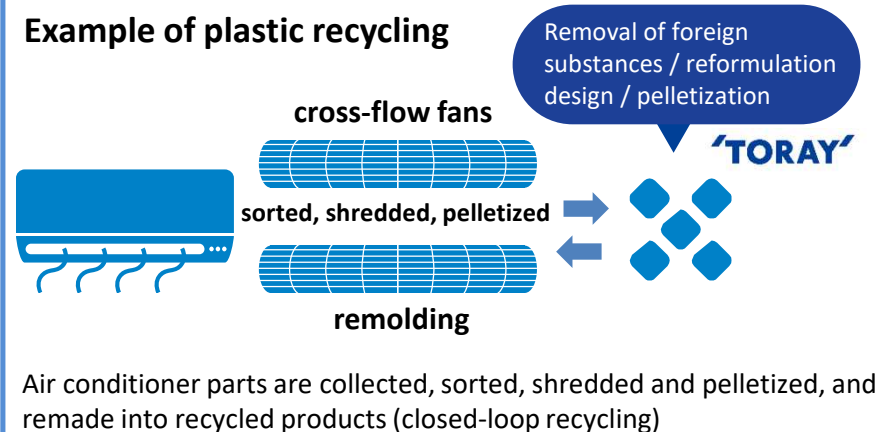 Example of plastic recycling
Removal of foreign
substances / reformulation
design / pelletization
cross-flow fans
'TORAY'
sorted, shredded, pelletized
remolding
Air conditioner parts are collected, sorted, shredded and pelletized, and
remade into recycled products (closed-loop recycling)